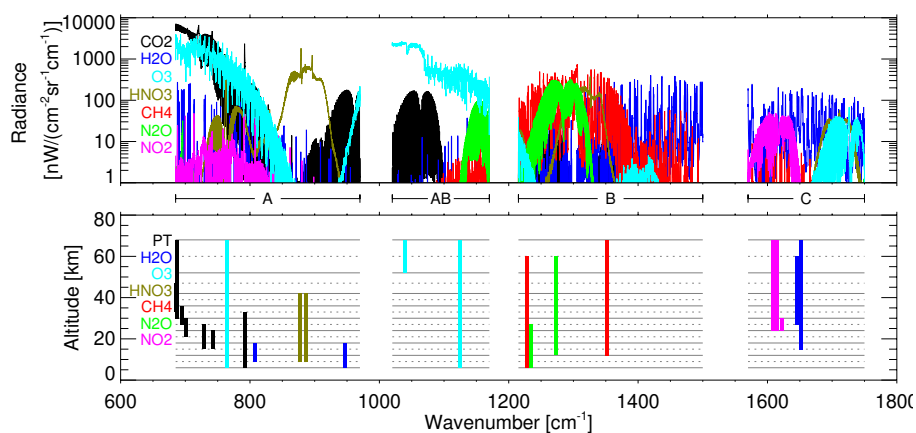 Radiance
[nW/(cm-2sr-1cm-1)]
10000
1000
100
10
1
CO2
H2O
O3
HNO3
CH4
N2O
NO2
A
AB
B
C
Altitude [km]
80
60
40
20
0
PT
H2O
O3
HNO3
CH4
N2O
NO2
600 800 1000 1200 1400 1600 1800
Wavenumber [cm-1]